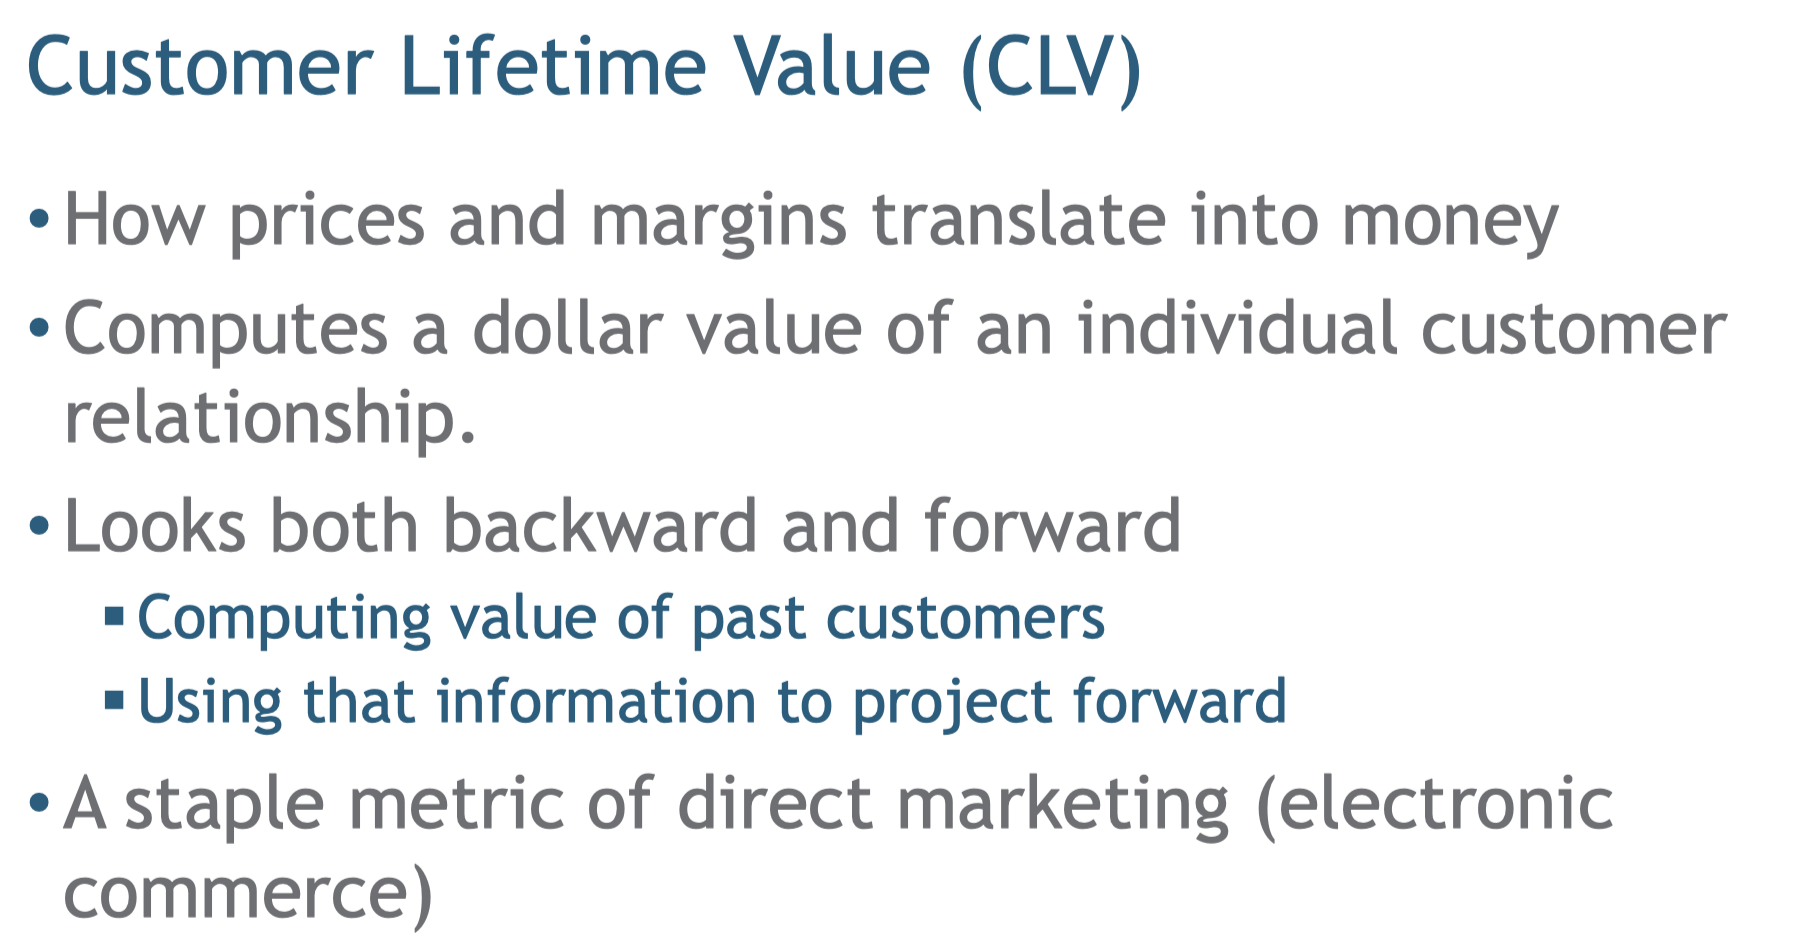 Customer Lifetime Value (CLV)
• How prices and margins translate into money
• Computes a dollar value of an individual customer
relationship.
• Looks both backward and forward
▪ Computing value of past customers
▪ Using that information to project forward
• A staple metric of direct marketing (electronic
commerce)